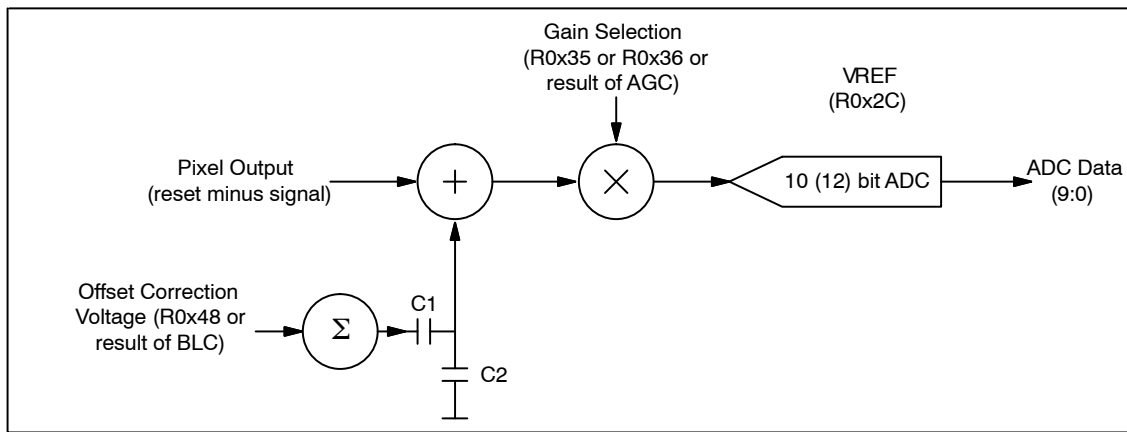 Gain Selection
(R0x35 or R0x36 or
result of AGC)
VREF
(R0x2C)
Pixel Output
(reset minus signal)
+
×
10 (12) bit ADC
ADC Data
(9:0)
Offset Correction
Voltage (R0x48 or
result of BLC)
Σ
C1
C2